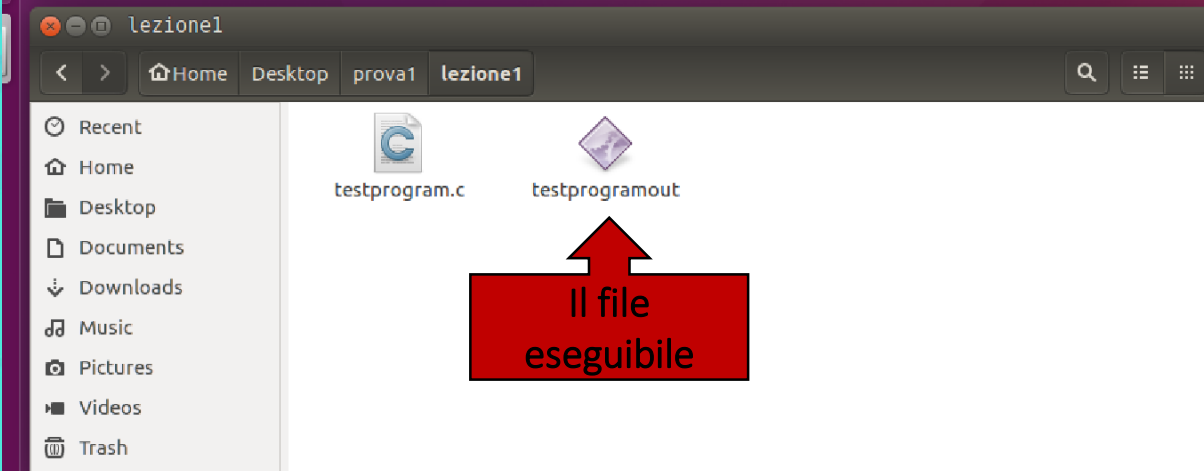 lezione1
Home Desktop prova1 lezione1
Recent
Home
Desktop
Documents
Downloads
Music
Pictures
Videos
Trash
testprogram.c
testprogramout
Il file
eseguibile